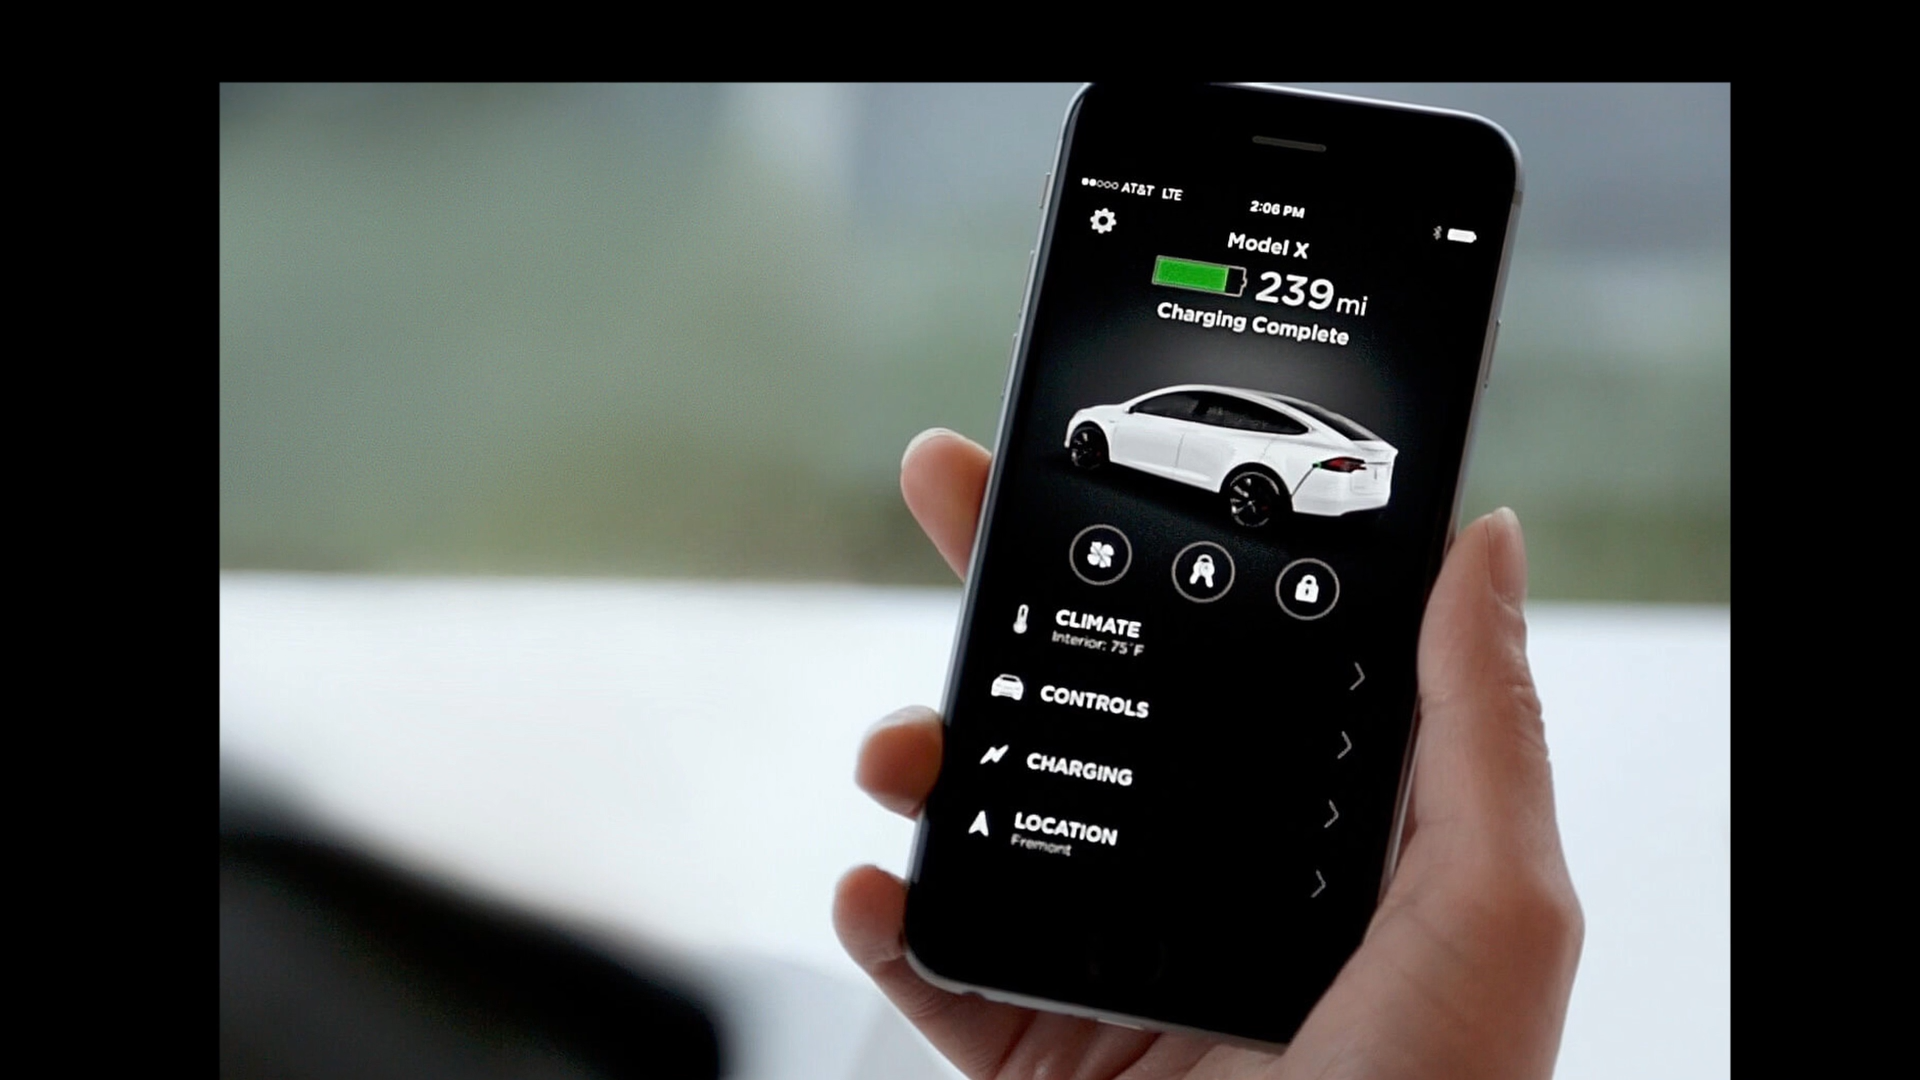 AT&T LTE
2:06 PM
Model X
239 mi
Charging Complete
CLIMATE
Interior: 75°F
CONTROLS
CHARGING
LOCATION
Fremont